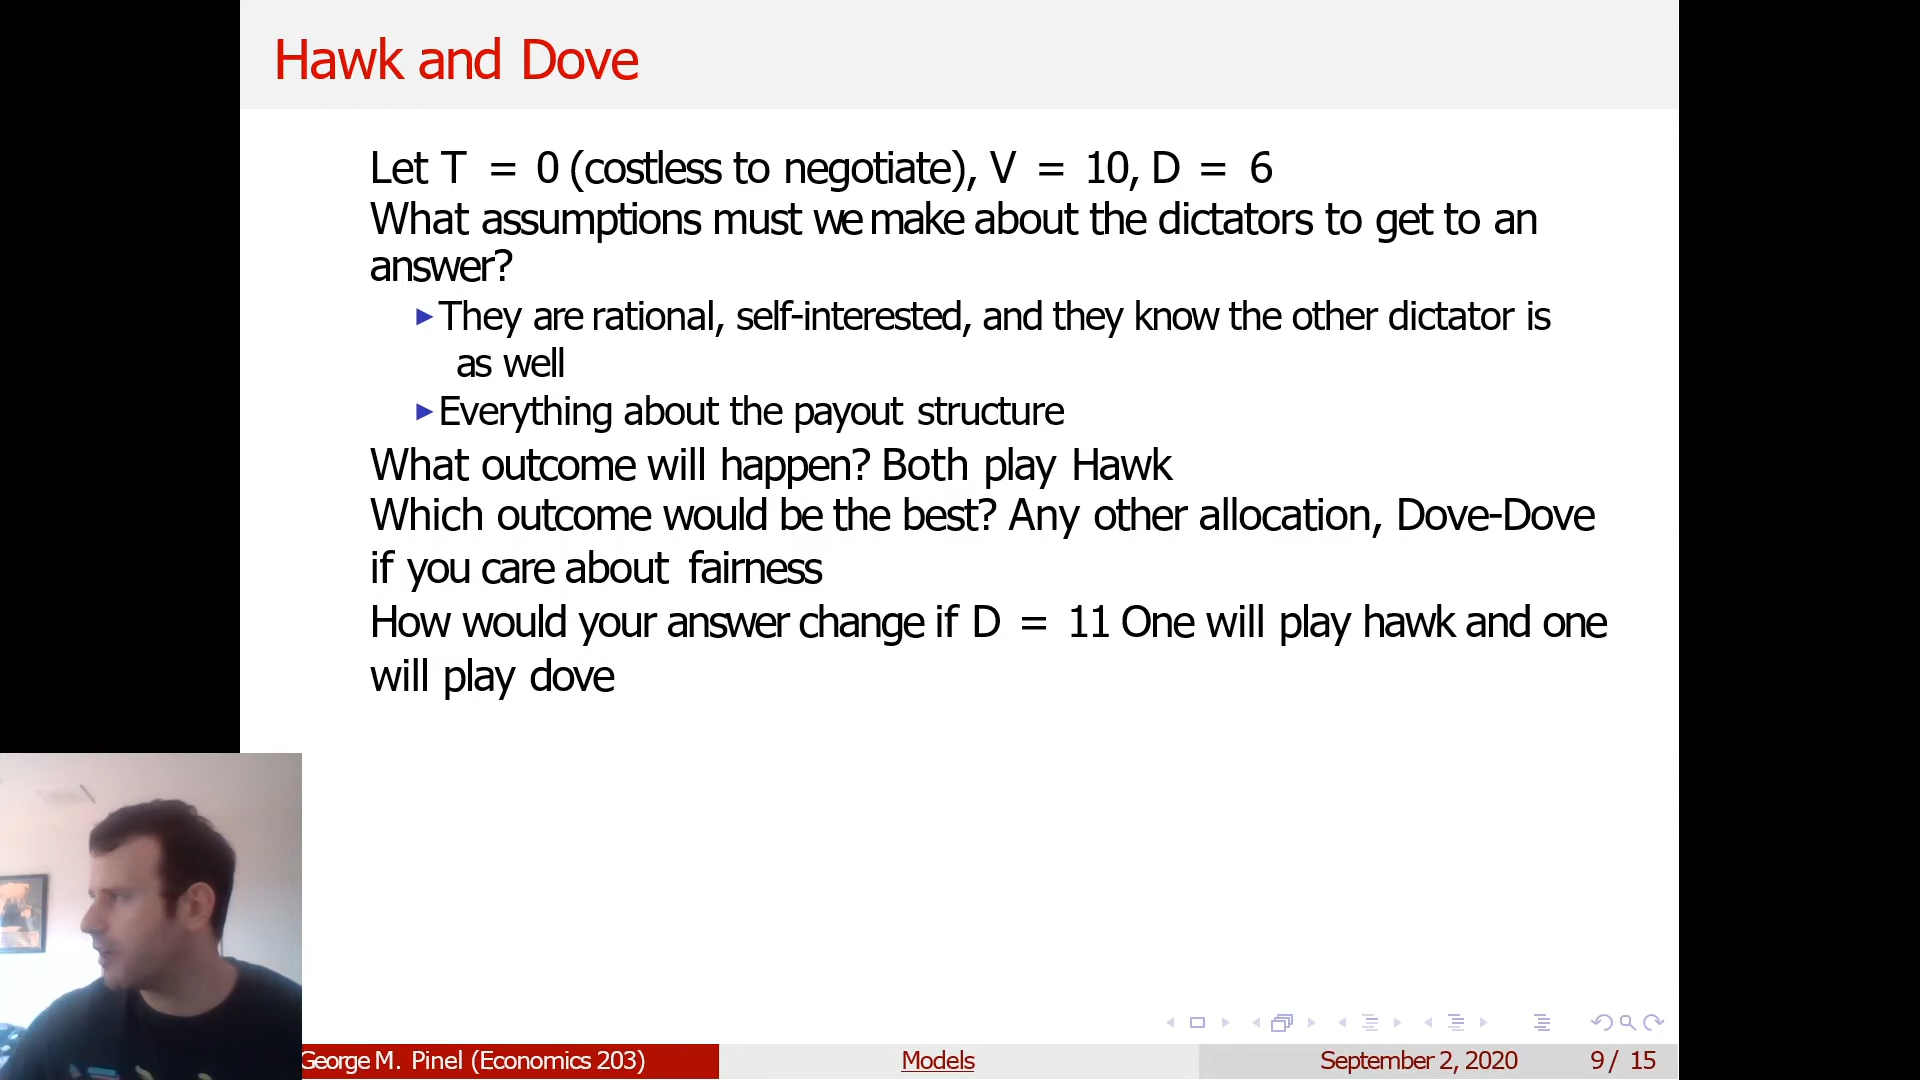 Hawk and Dove
Let T = 0 (costless to negotiate), V = 10, D = 6
What assumptions must we make about the dictators to get to an
answer?
They are rational, self-interested, and they know the other dictator is
as well
Everything about the payout structure
What outcome will happen? Both play Hawk
Which outcome would be the best? Any other allocation, Dove-Dove
if you care about fairness
How would your answer change if D = 11 One will play hawk and one
will play dove
George M. Pinel (Economics 203)
Models
September 2, 2020
9 / 15